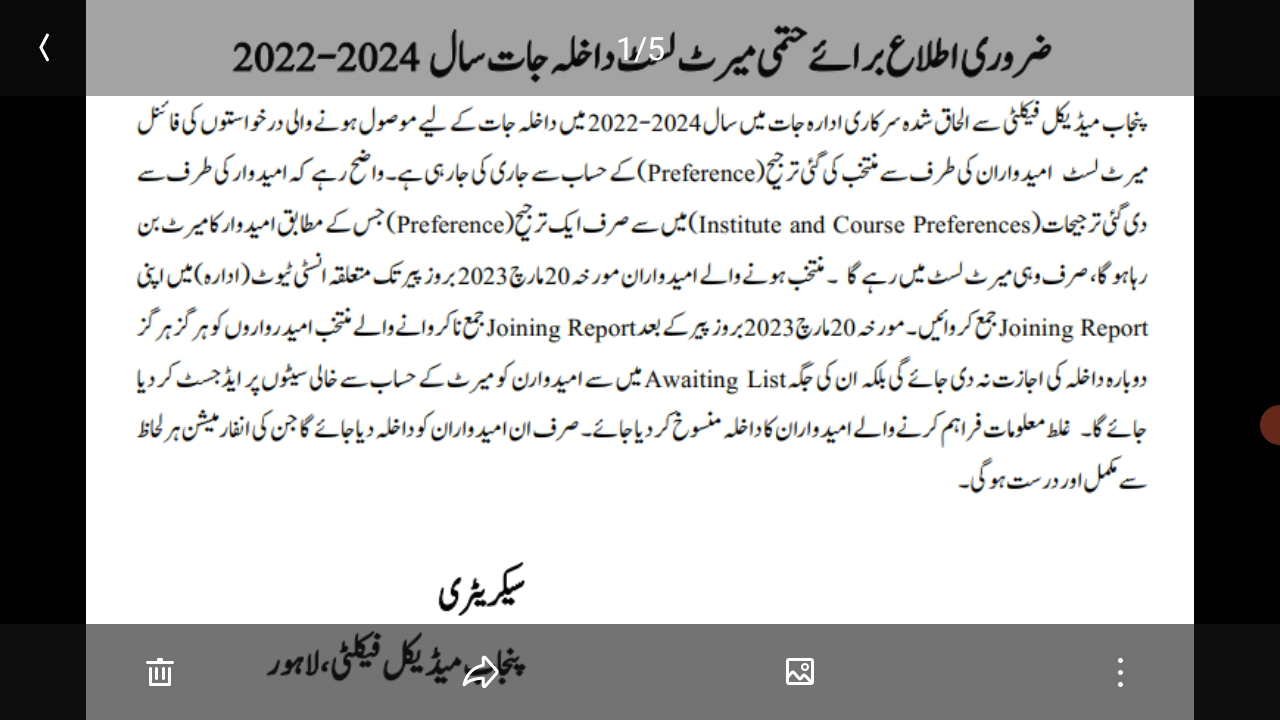 ضروری اطلاع برائے حتمی میرٹ لسٹ داخلہ جات سال 2024-2022
1/5
پنجاب میڈیکل فیکلٹی سے الحاق شدہ سرکاری ادارہ جات میں سال 2024-2022 میں داخلہ جات کے لیے موصول ہونے والی درخواستوں کی فائنل
میرٹ لسٹ امیدواران کی طرف سے منتخب کی گئی ترجیح (Preference) کے حساب سے جاری کی جارہی ہے۔ واضح رہے کہ امیدوار کی طرف سے
دی گئی ترجیحات (Institute and Course Preferences) میں سے صرف ایک ترجیح (Preference) جس کے مطابق امیدوار کا میرٹ بن
رہا ہو گا، صرف وہی میرٹ لسٹ میں رہے گا ۔ منتخب ہونے والے امیدواران مورخہ 20 مارچ 2023 بروز پیر تک متعلقہ انسٹی ٹیوٹ (ادارہ) میں اپنی
Joining Report جمع کروائیں۔ مورخہ 20 مارچ 2023 بروز پیر کے بعد Joining Report جمع نا کروانے والے منتخب امیدرواروں کو ہرگز ہرگز
دوبارہ داخلہ کی اجازت نہ دی جائے گی بلکہ ان کی جگہ Awaiting List میں سے امیدوارن کو میرٹ کے حساب سے خالی سیٹوں پر ایڈجسٹ کر دیا
جائے گا۔ غلط معلومات فراہم کرنے والے امیدواران کا داخلہ منسوخ کر دیا جائے۔ صرف ان امیدواران کو داخلہ دیا جائے گا جن کی انفارمیشن ہر لحاظ
سے مکمل اور درست ہو گی۔
سیکریٹری
پنجاب میڈیکل فیکلٹی، لاہور